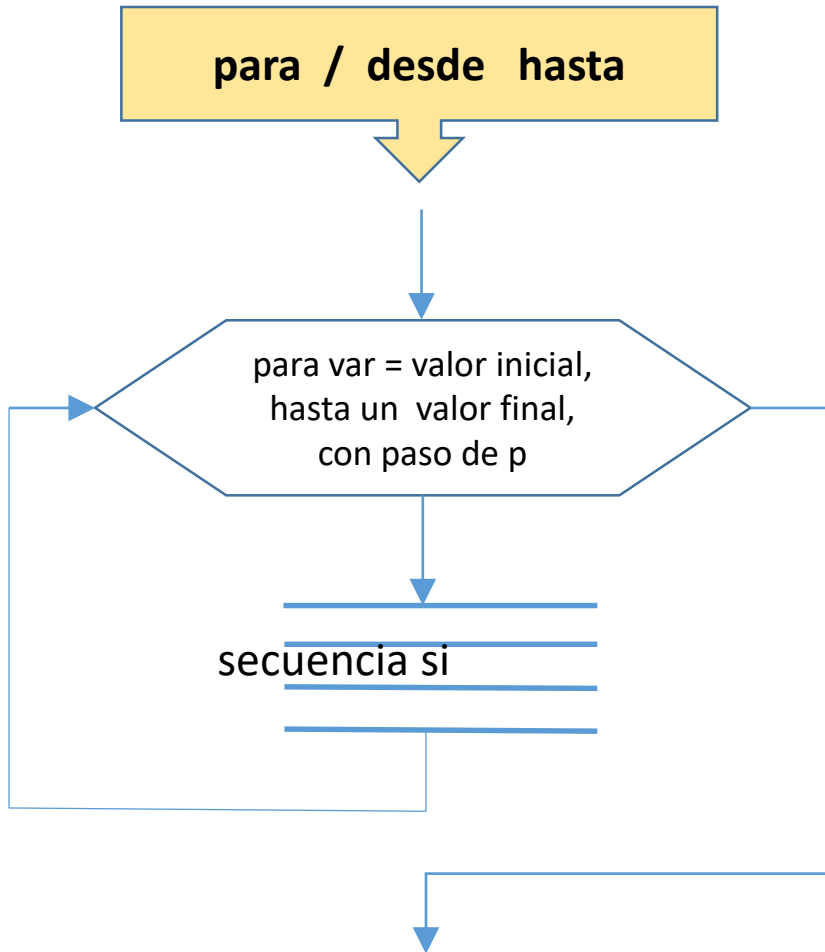 para / desde hasta
para var = valor inicial,
hasta un valor final,
con paso de p
secuencia si